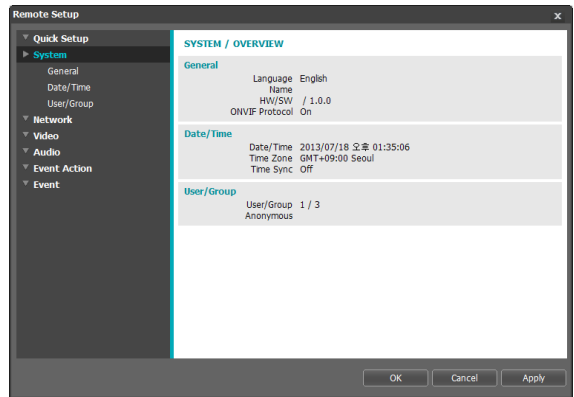 Remote Setup x
Quick Setup
System
General
Date/Time
User/Group
Network
Video
Audio
Event Action
Event
SYSTEM / OVERVIEW
General
Language English
Name
HW/SW / 1.0.0
ONVIF Protocol On
Date/Time
Date/Time 2013/07/18 오후 01:35:06
Time Zone GMT+09:00 Seoul
Time Sync Off
User/Group
User/Group 1 / 3
Anonymous
OK Cancel Apply